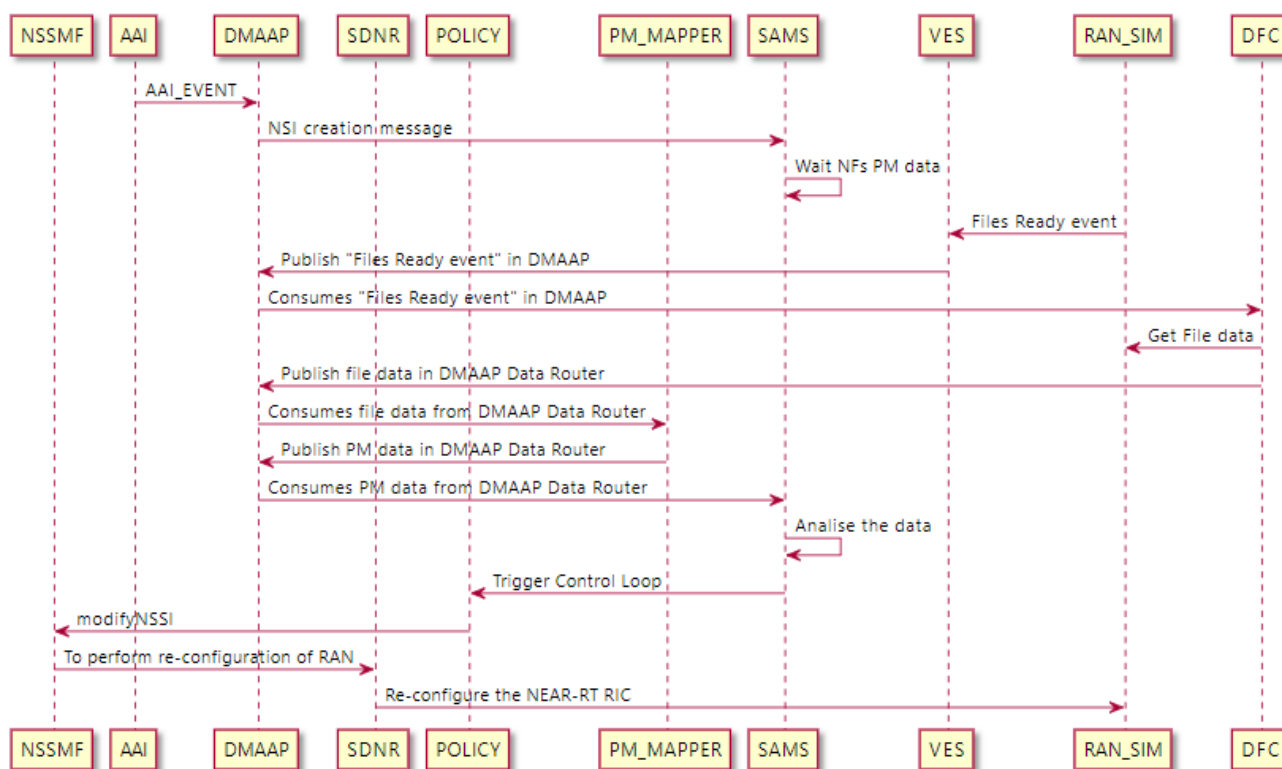 NSSMF AAI DMAAP SDNR POLICY PM_MAPPER SAMS VES RAN_SIM DFC
AAI_EVENT
NSI creation message
Wait NFs PM data
Files Ready event
Publish "Files Ready event" in DMAAP
Consumes "Files Ready event" in DMAAP
Get File data
Publish file data in DMAAP Data Router
Consumes file data from DMAAP Data Router
Publish PM data in DMAAP Data Router
Consumes PM data from DMAAP Data Router
Analise the data
Trigger Control Loop
modifyNSSI
To perform re-configuration of RAN
Re-configure the NEAR-RT RIC
NSSMF AAI DMAAP SDNR POLICY PM_MAPPER SAMS VES RAN_SIM DFC